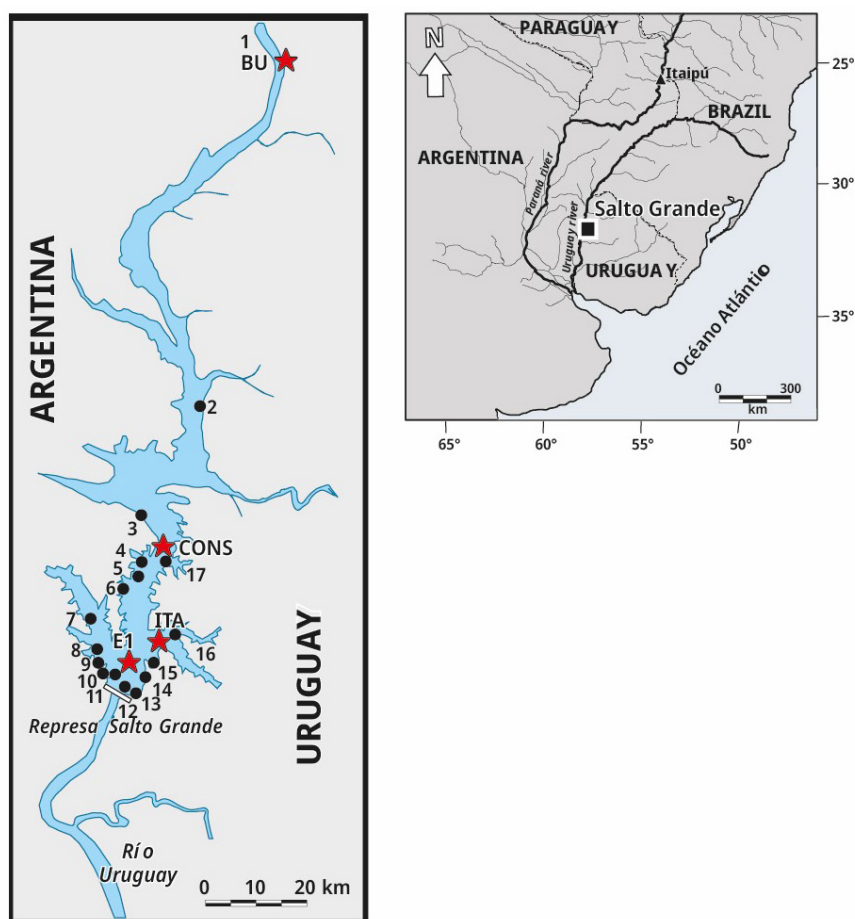 1
BU
ARGENTINA
2
3
CONS
4
17
5
6
ITA
7
E1
16
8
9
15
10
14
11
13
12
Represa Salto Grande
URUGUAY
Río
Uruguay
0 10 20 km
N
PARAGUAY
Itaipú
25°
BRAZIL
ARGENTINA
Paraná river
30°
Salto Grande
Uruguay river
URUGUAY
Océano Atlántio
35°
0 300
km
65° 60° 55° 50°